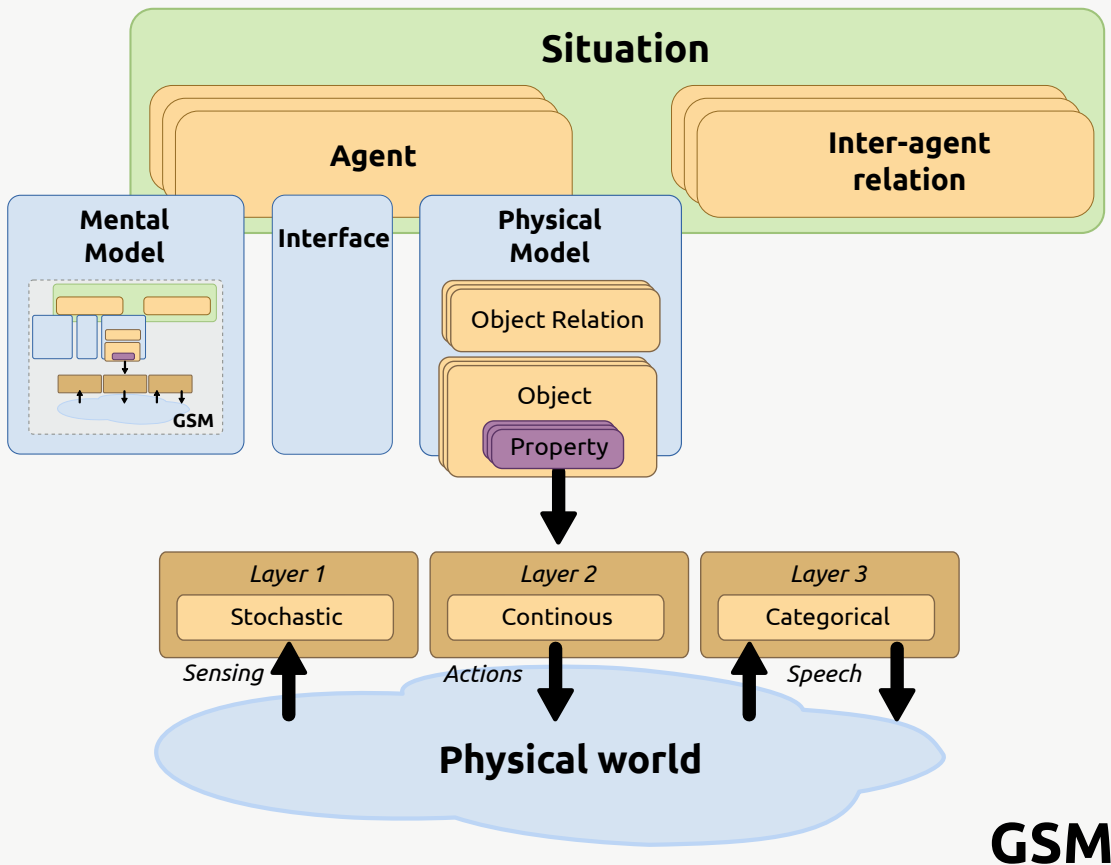 Situation
Agent
Inter-agent
relation
Mental
Model
Interface
Physical
Model
Object Relation
Object
Property
GSM
Layer 1
Layer 2
Layer 3
Stochastic
Continous
Categorical
Sensing
Actions
Speech
Physical world
GSM